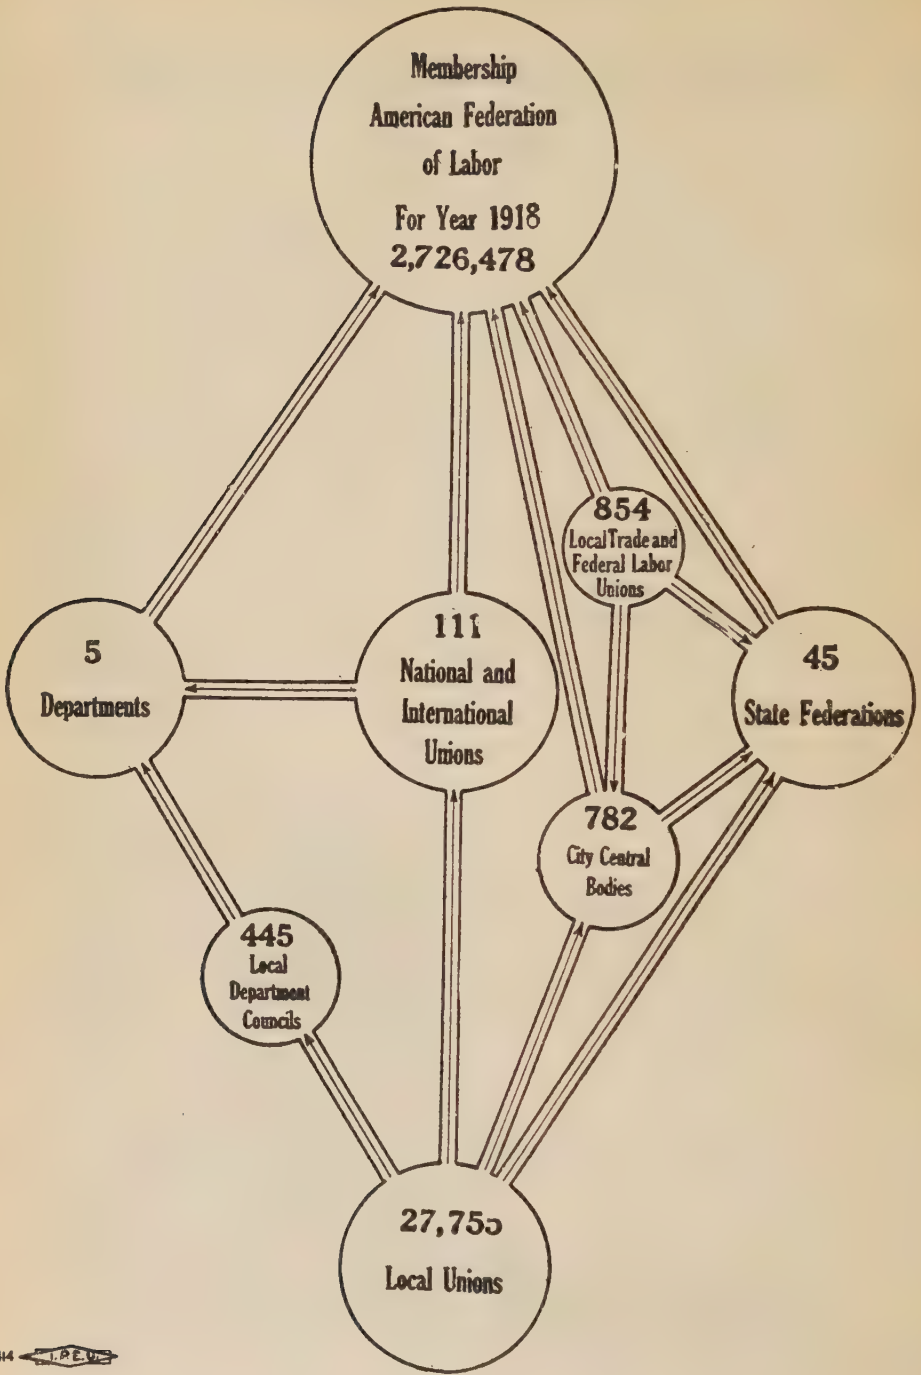 Membership
American Federation
of Labor
For Year 1918
2,726,478
854
Local Trade and
Federal Labor
Unions
5
Departments
111
National and
International
Unions
45
State Federations
782
City Central
Bodies
445
Local
Department
Councils
27,755
Local Unions